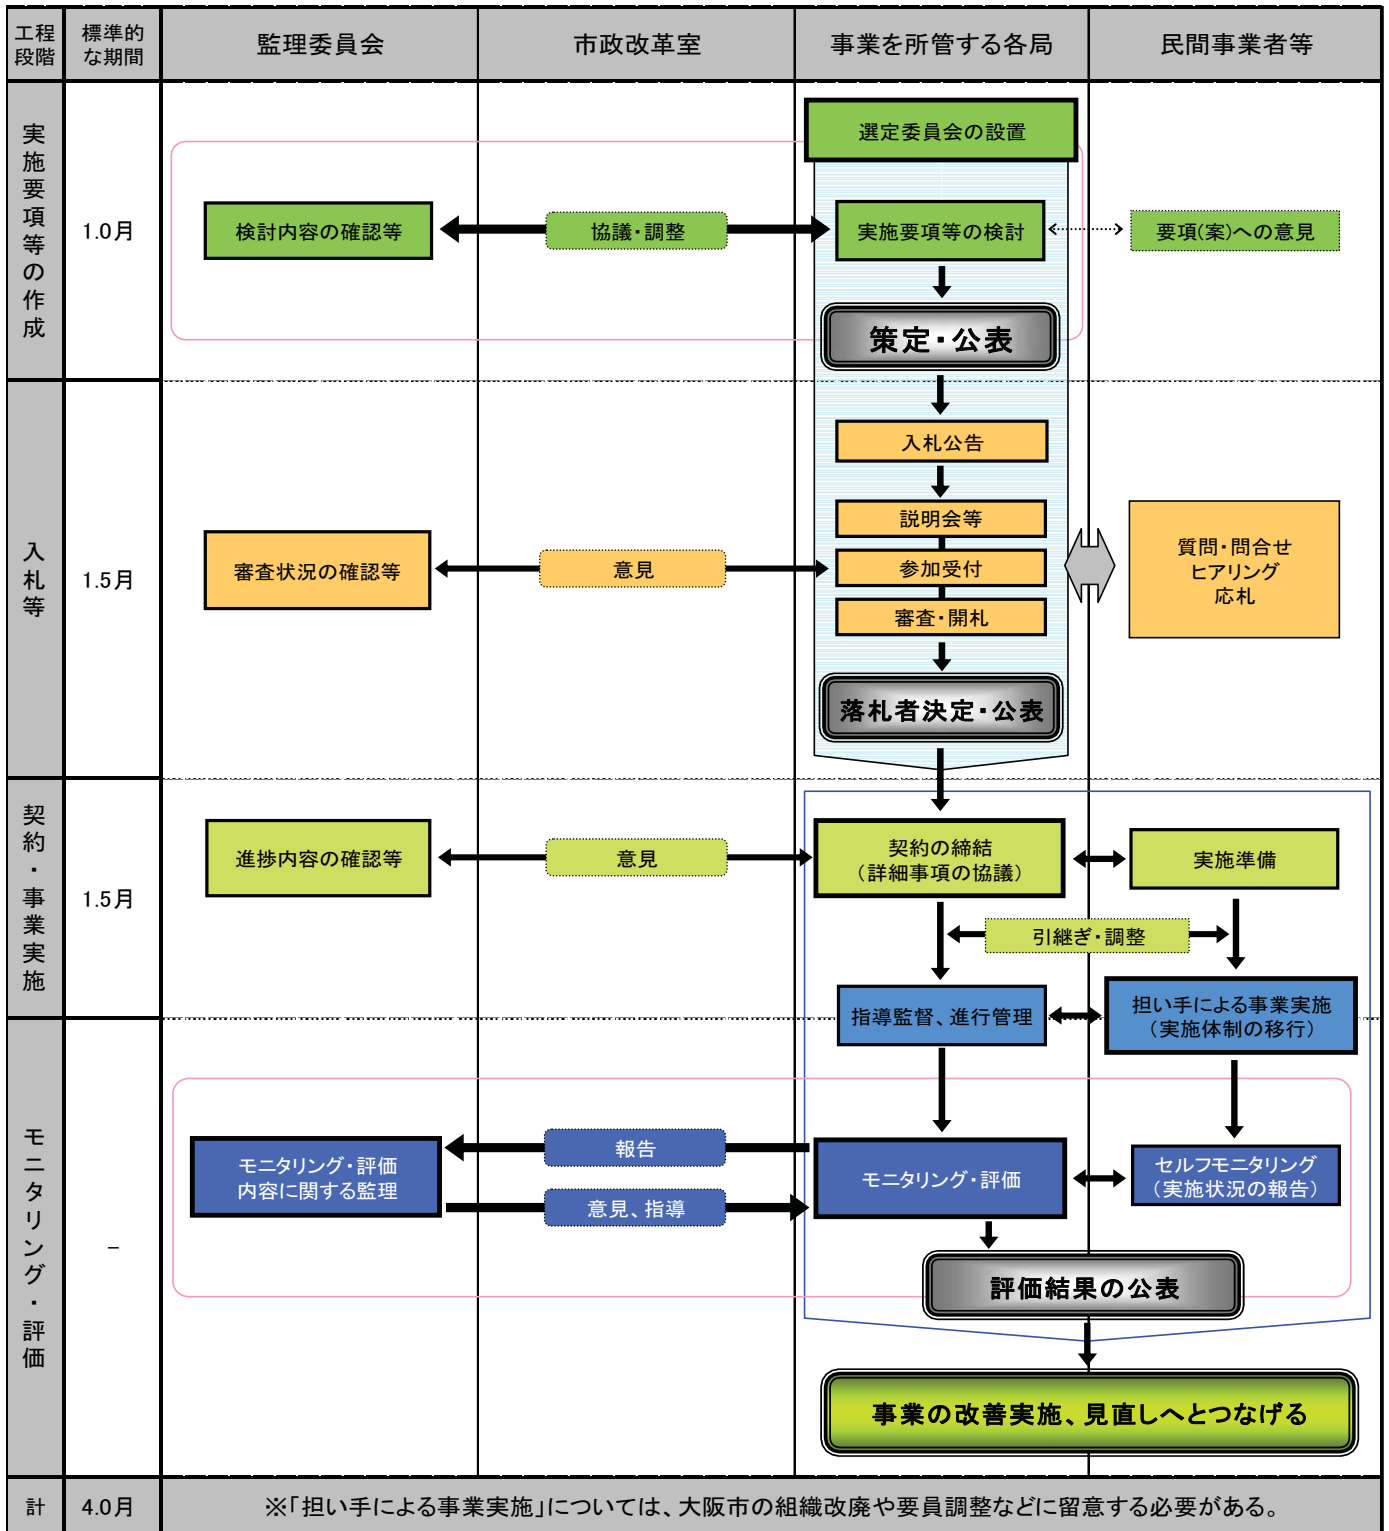 工程
段階
標準的
な期間
監理委員会
市政改革室
事業を所管する各局
民間事業者等
実施要項等の作成
1.0月
選定委員会の設置
検討内容の確認等
協議・調整
実施要項等の検討
要項(案)への意見
策定・公表
入札等
1.5月
入札公告
説明会等
審査状況の確認等
意見
参加受付
審査・開札
質問・問合せ
ヒアリング
応札
落札者決定・公表
契約・事業実施
1.5月
進捗内容の確認等
意見
契約の締結
（詳細事項の協議）
実施準備
引継ぎ・調整
指導監督、進行管理
担い手による事業実施
（実施体制の移行）
モニタリング・評価
－
モニタリング・評価
内容に関する監理
報告
意見、指導
モニタリング・評価
セルフモニタリング
（実施状況の報告）
評価結果の公表
事業の改善実施、見直しへとつなげる
計
4.0月
※「担い手による事業実施」については、大阪市の組織改廃や要員調整などに留意する必要がある。